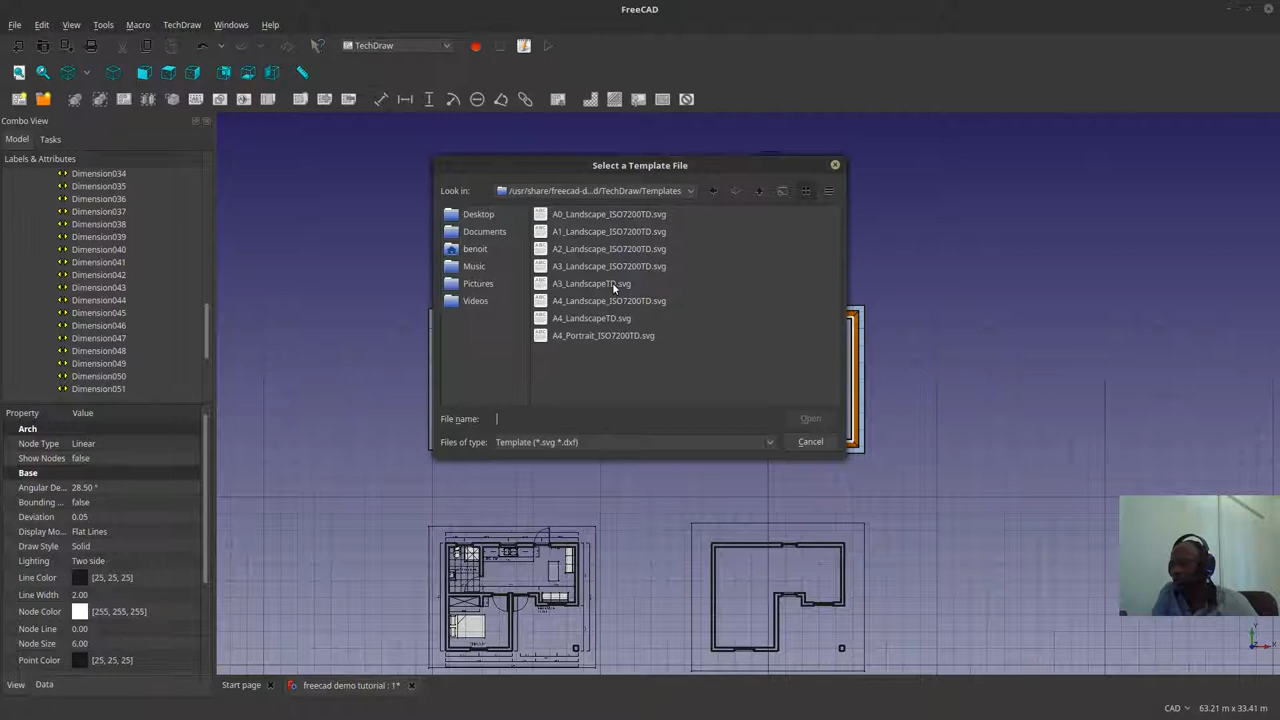 FreeCAD
File Edit View Tools Macro TechDraw Windows Help
TechDraw
Combo View
Model Tasks
Labels & Attributes
Dimension034
Dimension035
Dimension036
Dimension037
Dimension038
Dimension039
Dimension040
Dimension041
Dimension042
Dimension043
Dimension044
Dimension045
Dimension046
Dimension047
Dimension048
Dimension049
Dimension050
Dimension051
Property Value
Arch
Node Type Linear
Show Nodes false
Base
Angular De... 28.50 °
Bounding ... false
Deviation 0.05
Display Mo... Flat Lines
Draw Style Solid
Lighting Two side
Line Color [25, 25, 25]
Line Width 2.00
Node Color [255, 255, 255]
Node Line 0.00
Node Size 6.00
Point Color [25, 25, 25]
View Data
Select a Template File
Look in: /usr/share/freecad-d...d/TechDraw/Templates
Desktop
Documents
benoit
Music
Pictures
Videos
A0_Landscape_ISO7200TD.svg
A1_Landscape_ISO7200TD.svg
A2_Landscape_ISO7200TD.svg
A3_Landscape_ISO7200TD.svg
A3_LandscapeTD.svg
A4_Landscape_ISO7200TD.svg
A4_LandscapeTD.svg
A4_Portrait_ISO7200TD.svg
File name: Open
Files of type: Template (*.svg *.dxf) Cancel
Start page freecad demo tutorial : 1*
CAD 63.21 m x 33.41 m